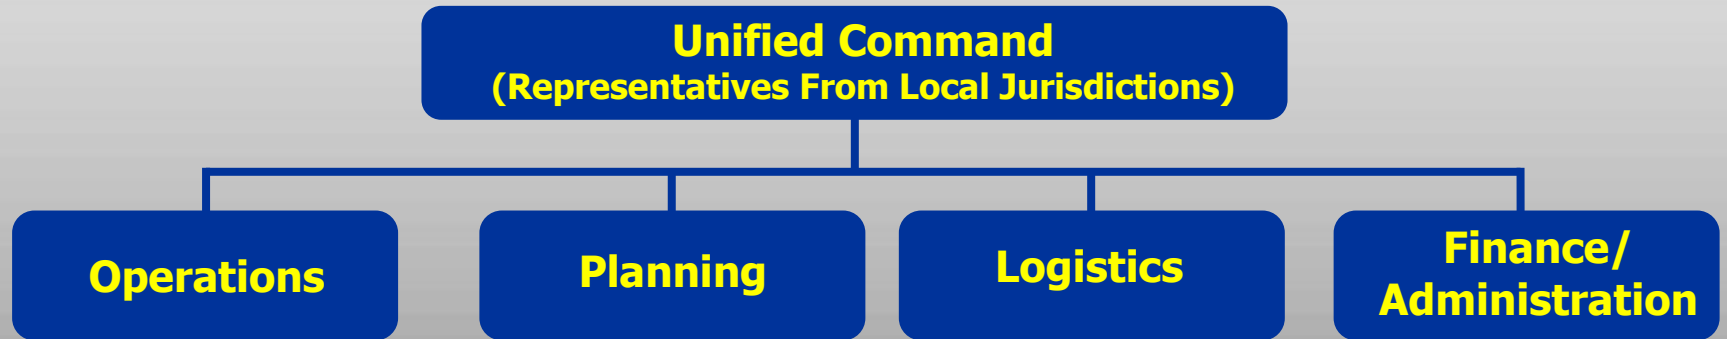 Unified Command
(Representatives From Local Jurisdictions)
Operations
Planning
Logistics
Finance/
Administration